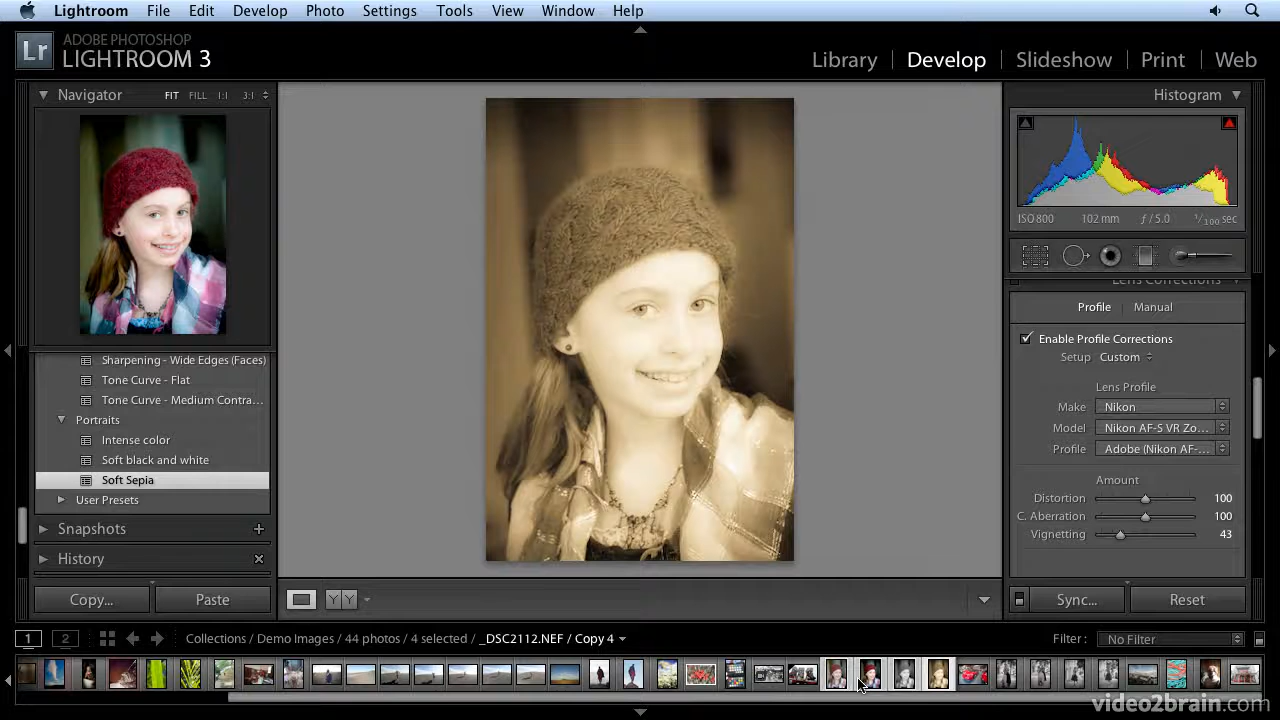 Lightroom File Edit Develop Photo Settings Tools View Window Help
Lr ADOBE PHOTOSHOP
LIGHTROOM 3
Library | Develop | Slideshow | Print | Web
Navigator FIT FILL 1:1 3:1
Histogram
ISO 800 102 mm f / 5.0 1/100 sec
Lens Corrections
Profile | Manual
Enable Profile Corrections
Setup Custom
Lens Profile
Make Nikon
Model Nikon AF-S VR Zo...
Profile Adobe (Nikon AF-...
Amount
Distortion 100
C. Aberration 100
Vignetting 43
Sharpening - Wide Edges (Faces)
Tone Curve - Flat
Tone Curve - Medium Contra...
Portraits
Intense color
Soft black and white
Soft Sepia
User Presets
Snapshots +
History ×
Copy... Paste
YY
Sync... Reset
1 2 Collections / Demo Images / 44 photos / 4 selected / _DSC2112.NEF / Copy 4
Filter : No Filter
video2brain.com